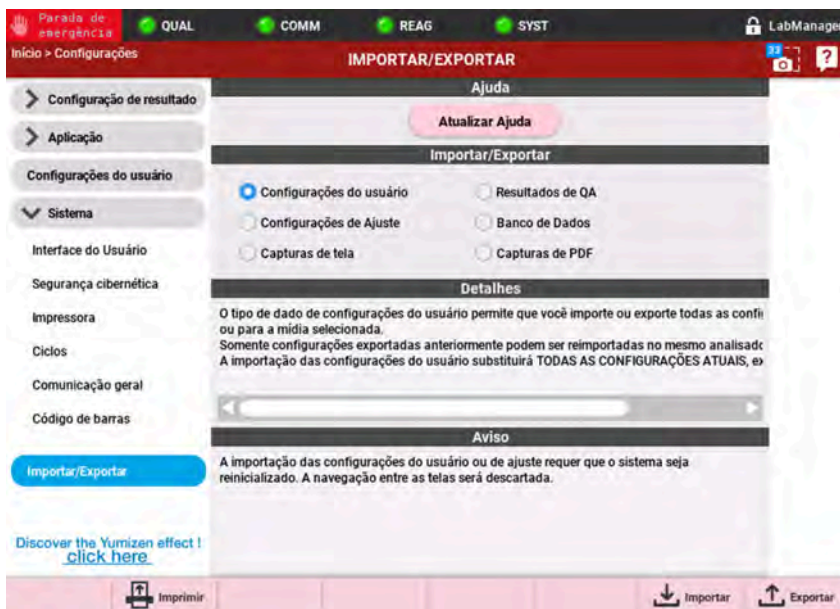 Parada de emergência
QUAL
COMM
REAG
SYST
LabManager
Início > Configurações
IMPORTAR/EXPORTAR
33
?
Configuração de resultado
Aplicação
Configurações do usuário
Sistema
Interface do Usuário
Segurança cibernética
Impressora
Ciclos
Comunicação geral
Código de barras
Importar/Exportar
Discover the Yumizen effect !
click here
Ajuda
Atualizar Ajuda
Importar/Exportar
Configurações do usuário
Resultados de QA
Configurações de Ajuste
Banco de Dados
Capturas de tela
Capturas de PDF
Detalhes
O tipo de dado de configurações do usuário permite que você importe ou exporte todas as confi
ou para a mídia selecionada.
Somente configurações exportadas anteriormente podem ser reimportadas no mesmo analisado
A importação das configurações do usuário substituirá TODAS AS CONFIGURAÇÕES ATUAIS, ex
Aviso
A importação das configurações do usuário ou de ajuste requer que o sistema seja
reinicializado. A navegação entre as telas será descartada.
Imprimir
Importar
Exportar